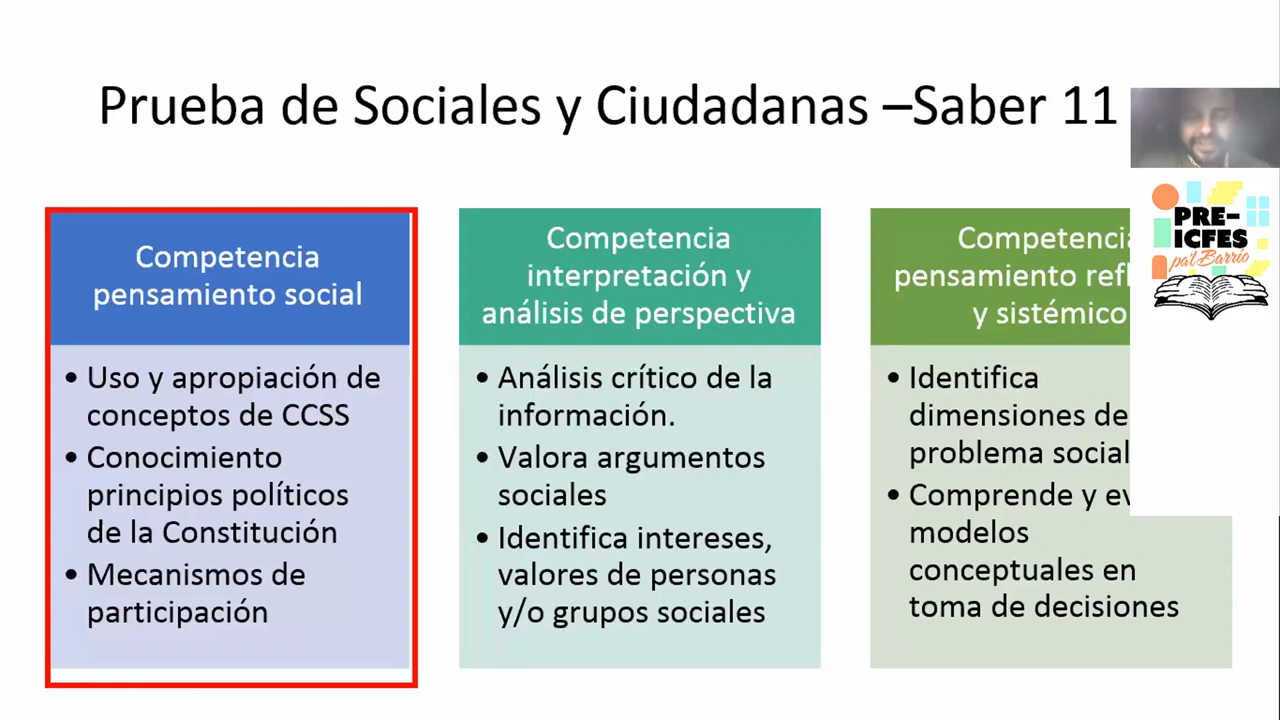 Prueba de Sociales y Ciudadanas –Saber 11
Competencia
pensamiento social
• Uso y apropiación de
conceptos de CCSS
• Conocimiento
principios políticos
de la Constitución
• Mecanismos de
participación
Competencia
interpretación y
análisis de perspectiva
• Análisis crítico de la
información.
• Valora argumentos
sociales
• Identifica intereses,
valores de personas
y/o grupos sociales
Competencia
pensamiento
y sistémico
• Identifica
dimensiones de
problema social
• Comprende y
modelos
conceptuales en
toma de decisiones
PRE-
ICFES
pa'l Barrio